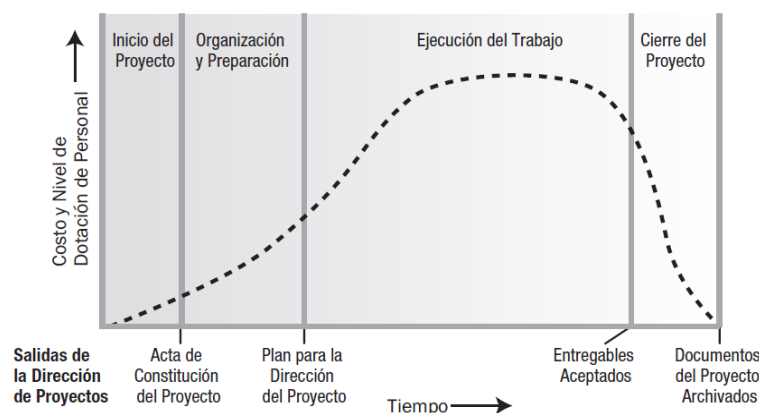 Inicio del
Proyecto
Organización
y Preparación
Ejecución del Trabajo
Cierre del
Proyecto
Costo y Nivel de
Dotación de Personal
Salidas de
la Dirección
de Proyectos
Acta de
Constitución
del Proyecto
Plan para la
Dirección
del Proyecto
Entregables
Aceptados
Documentos
del Proyecto
Archivados
Tiempo